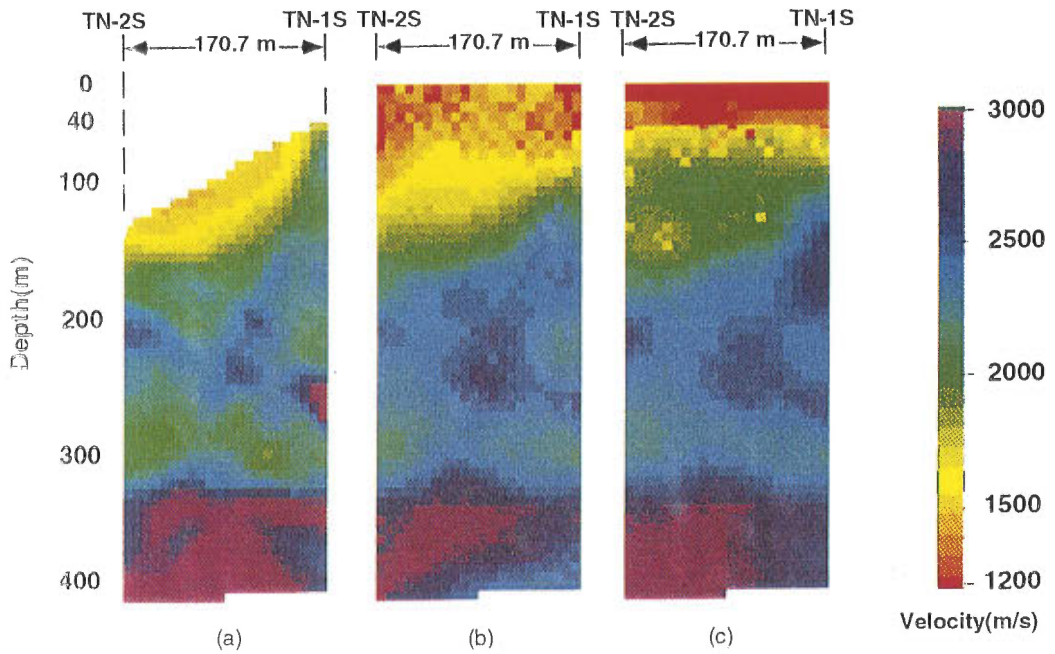 TN-2S TN-1S TN-2S TN-1S TN-2S TN-1S
170.7 m 170.7 m 170.7 m
0
40
100
200
300
400
Depth(m)
3000
2500
2000
1500
1200
Velocity(m/s)
(a) (b) (c)